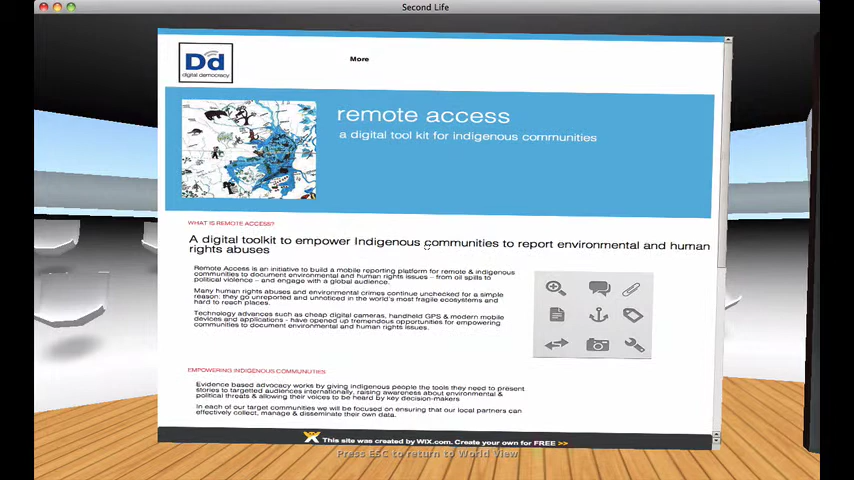 Second Life
Dd
digital democracy
More
remote access
a digital tool kit for indigenous communities
WHAT IS REMOTE ACCESS?
A digital toolkit to empower Indigenous communities to report environmental and human
rights abuses
Remote Access is an initiative to build a mobile reporting platform for remote & indigenous
communities to document environmental and human rights issues - from oil spills to
political violence - and engage with a global audience.
Many human rights abuses and environmental crimes continue unchecked for a simple
reason: they go unreported and unnoticed in the world's most fragile ecosystems and
hard to reach places.
Technology advances such as cheap digital cameras, handheld GPS & modern mobile
devices and applications - have opened up tremendous opportunities for empowering
communities to document environmental and human rights issues.
EMPOWERING INDIGENOUS COMMUNITIES
Evidence based advocacy works by giving indigenous people the tools they need to present
stories to targeted audiences internationally, raising awareness about environmental &
political threats & allowing their voices to be heard by key decision-makers
In each of our target communities we will be focused on ensuring that our local partners can
effectively collect, manage & disseminate their own data.
This site was created by WIX.com. Create your own for FREE >>
Press ESC to return to World View